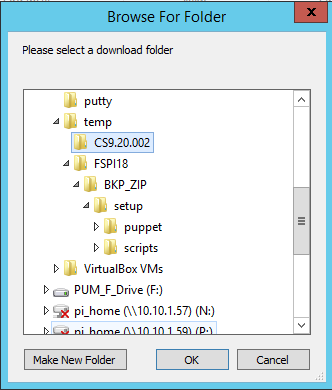 Browse For Folder
Please select a download folder
putty
temp
CS9.20.002
FSPI18
BKP_ZIP
setup
puppet
scripts
VirtualBox VMs
PUM_F_Drive (F:)
pi_home (\\10.10.1.57) (N:)
pi_home (\\10.10.1.59) (P:)
Make New Folder
OK
Cancel